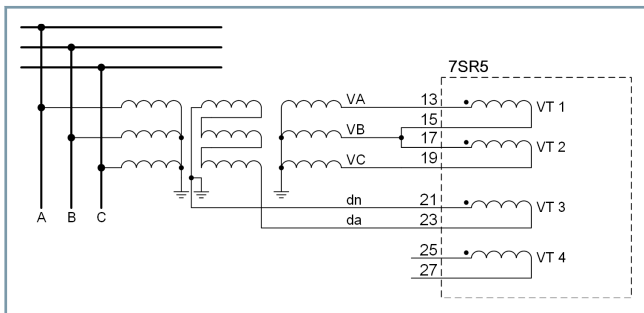 7SR5
VA 13 VT 1
15
VB 17 VT 2
VC 19
dn 21 VT 3
da 23
25 VT 4
27
A B C